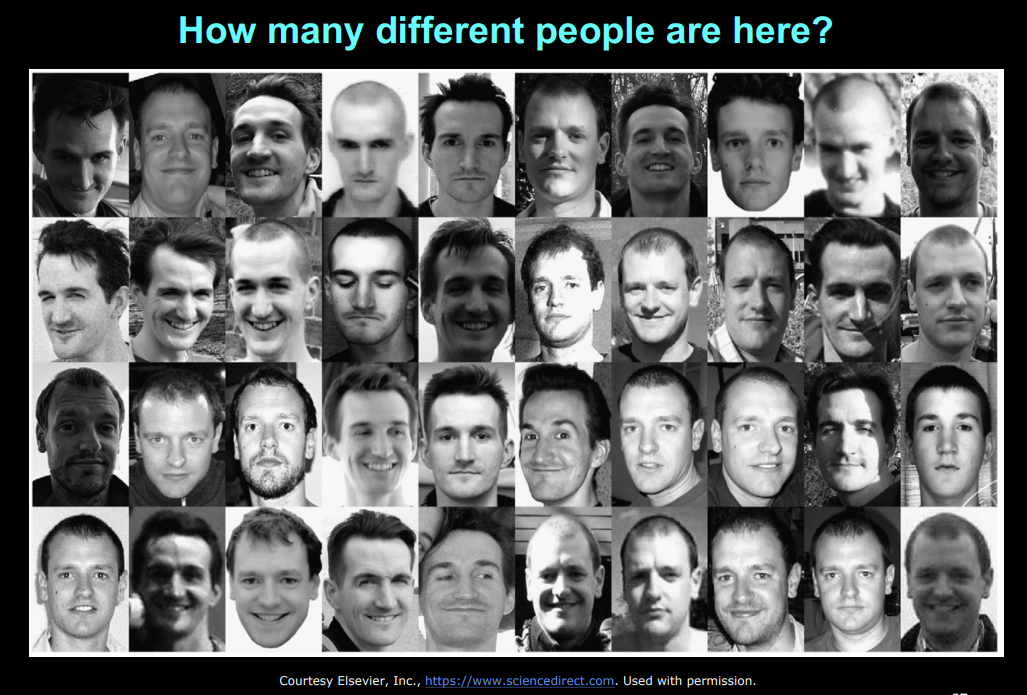 How many different people are here?
Courtesy Elsevier, Inc., https://www.sciencedirect.com. Used with permission.